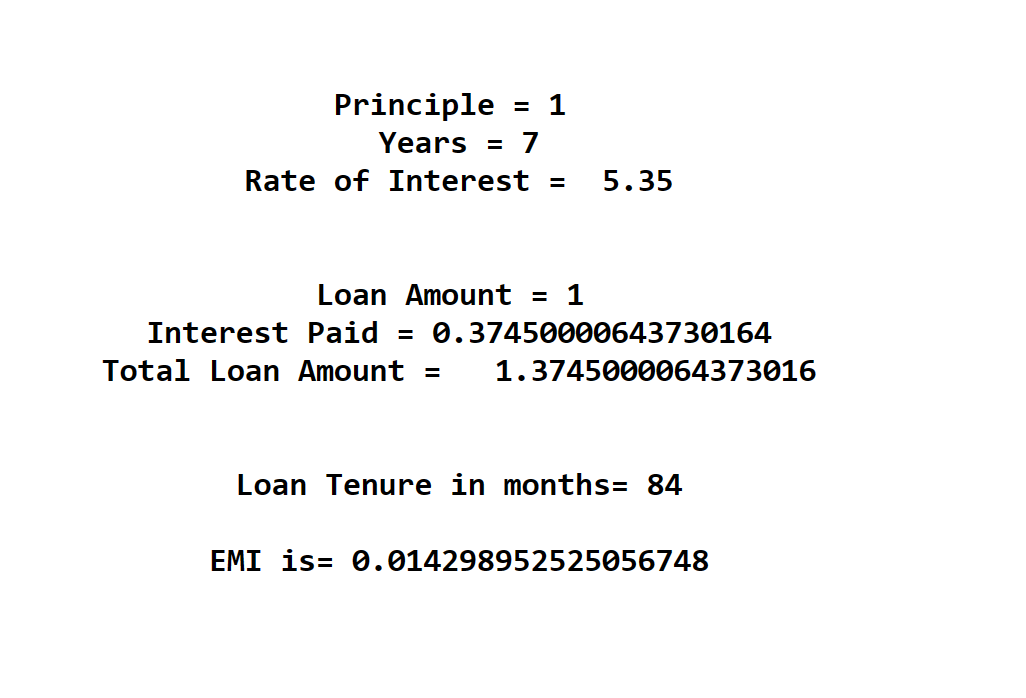 Principle = 1
Years = 7
Rate of Interest =  5.35
Loan Amount = 1
Interest Paid = 0.37450000643730164
Total Loan Amount =   1.3745000064373016
Loan Tenure in months= 84
EMI is= 0.014298952525056748